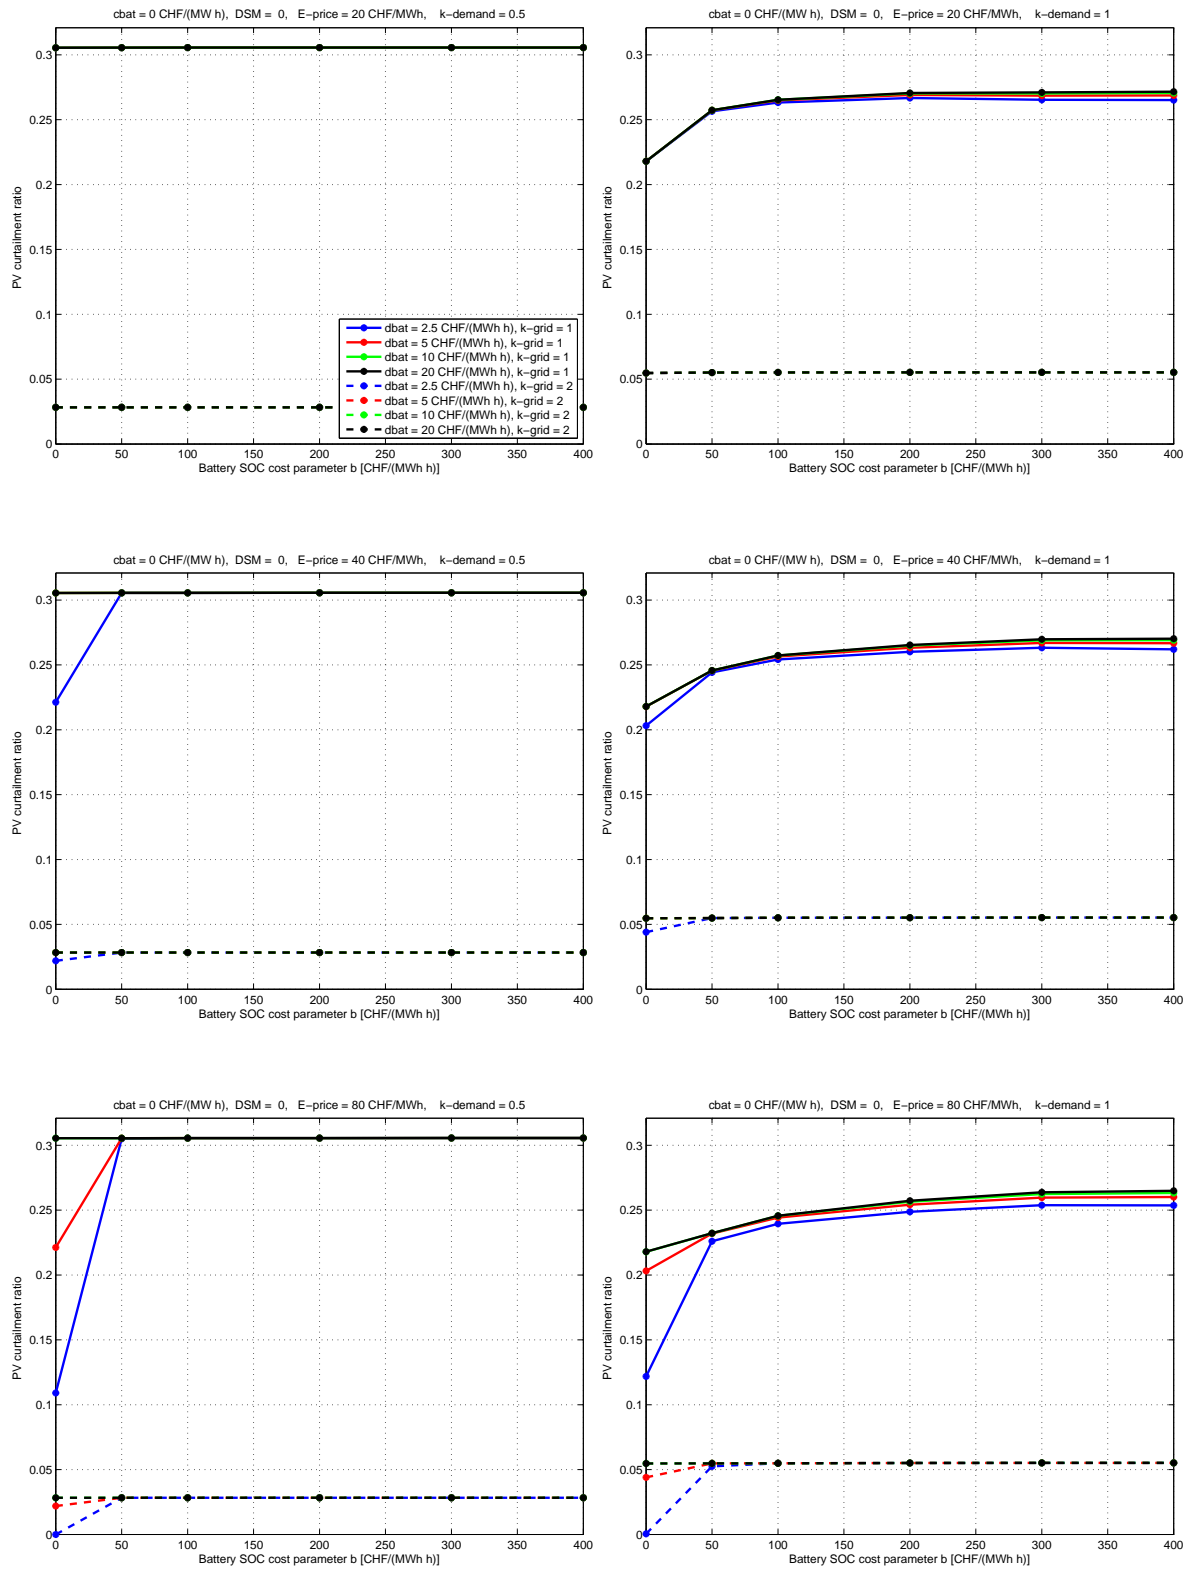 cbat = 0 CHF/(MW h),  DSM =  0,   E−price = 20 CHF/MWh,    k−demand = 0.5
0.3
0.25
0.2
0.15
0.1
0.05
0
PV curtailment ratio
dbat = 2.5 CHF/(MWh h), k−grid = 1
dbat = 5 CHF/(MWh h), k−grid = 1
dbat = 10 CHF/(MWh h), k−grid = 1
dbat = 20 CHF/(MWh h), k−grid = 1
dbat = 2.5 CHF/(MWh h), k−grid = 2
dbat = 5 CHF/(MWh h), k−grid = 2
dbat = 10 CHF/(MWh h), k−grid = 2
dbat = 20 CHF/(MWh h), k−grid = 2
0 50 100 150 200 250 300 350 400
Battery SOC cost parameter b [CHF/(MWh h)]
cbat = 0 CHF/(MW h),  DSM =  0,   E−price = 20 CHF/MWh,    k−demand = 1
0.3
0.25
0.2
0.15
0.1
0.05
0
PV curtailment ratio
0 50 100 150 200 250 300 350 400
Battery SOC cost parameter b [CHF/(MWh h)]
cbat = 0 CHF/(MW h),  DSM =  0,   E−price = 40 CHF/MWh,    k−demand = 0.5
0.3
0.25
0.2
0.15
0.1
0.05
0
PV curtailment ratio
0 50 100 150 200 250 300 350 400
Battery SOC cost parameter b [CHF/(MWh h)]
cbat = 0 CHF/(MW h),  DSM =  0,   E−price = 40 CHF/MWh,    k−demand = 1
0.3
0.25
0.2
0.15
0.1
0.05
0
PV curtailment ratio
0 50 100 150 200 250 300 350 400
Battery SOC cost parameter b [CHF/(MWh h)]
cbat = 0 CHF/(MW h),  DSM =  0,   E−price = 80 CHF/MWh,    k−demand = 0.5
0.3
0.25
0.2
0.15
0.1
0.05
0
PV curtailment ratio
0 50 100 150 200 250 300 350 400
Battery SOC cost parameter b [CHF/(MWh h)]
cbat = 0 CHF/(MW h),  DSM =  0,   E−price = 80 CHF/MWh,    k−demand = 1
0.3
0.25
0.2
0.15
0.1
0.05
0
PV curtailment ratio
0 50 100 150 200 250 300 350 400
Battery SOC cost parameter b [CHF/(MWh h)]